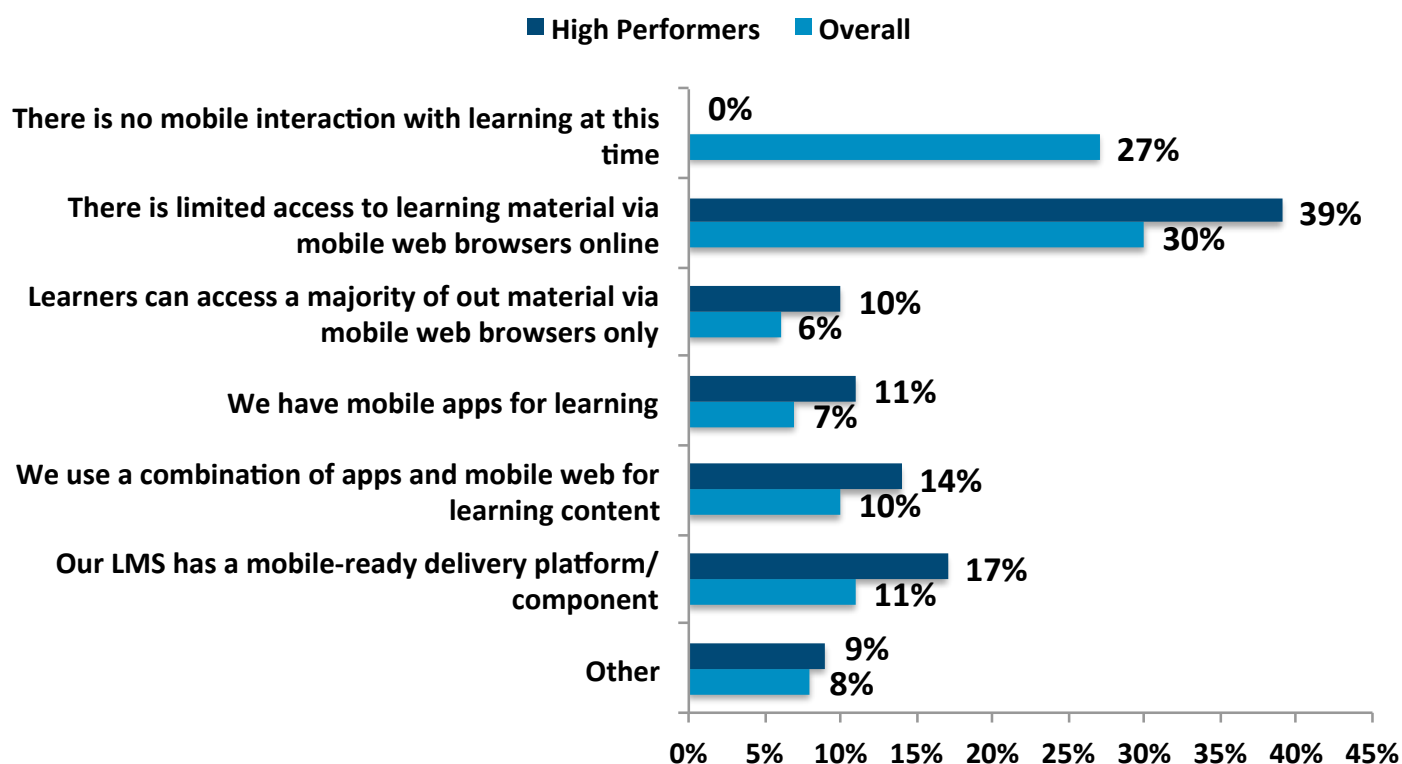 High Performers Overall
There is no mobile interaction with learning at this
time
0%
27%
There is limited access to learning material via
mobile web browsers online
39%
30%
Learners can access a majority of out material via
mobile web browsers only
10%
6%
We have mobile apps for learning
11%
7%
We use a combination of apps and mobile web for
learning content
14%
10%
Our LMS has a mobile-ready delivery platform/
component
17%
11%
Other
9%
8%
0% 5% 10% 15% 20% 25% 30% 35% 40% 45%